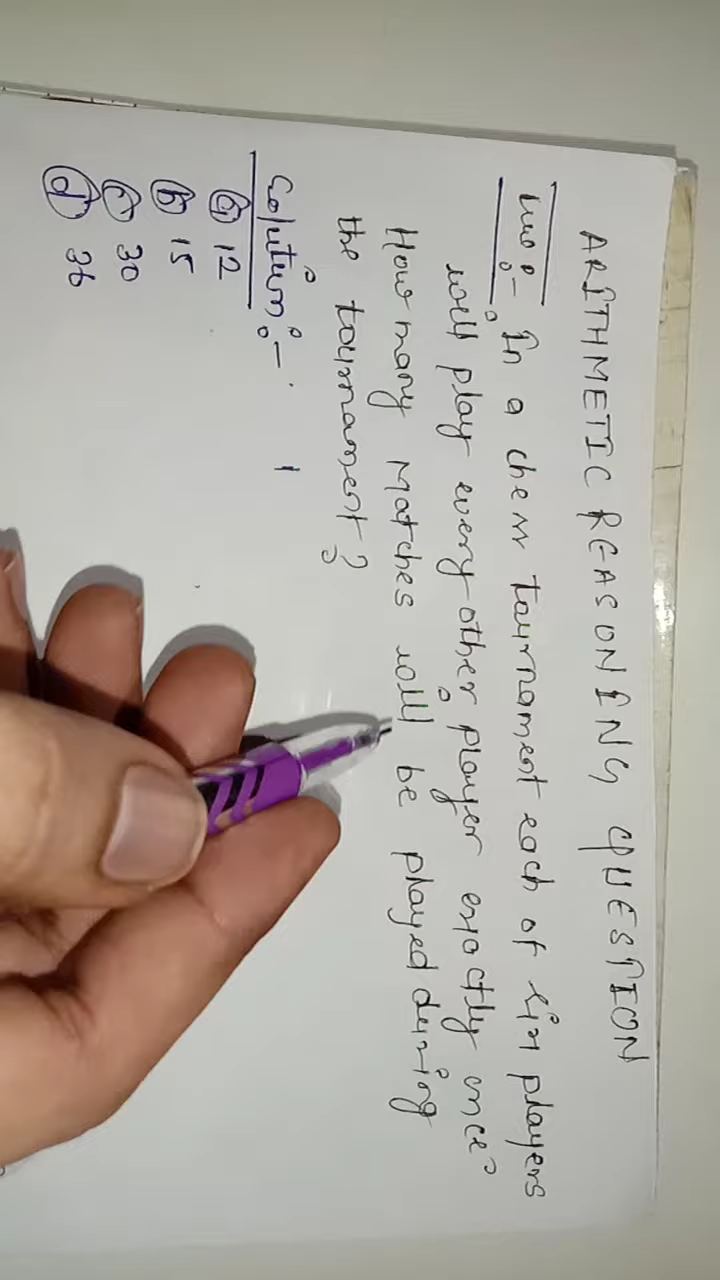 ARITHMETIC REASONING QUESTION
In a chess tournament each of six players
will play every other player exactly once?
How many Matches will be played during
the tournament?
Solution:-
a 12
b 15
c 30
d 36